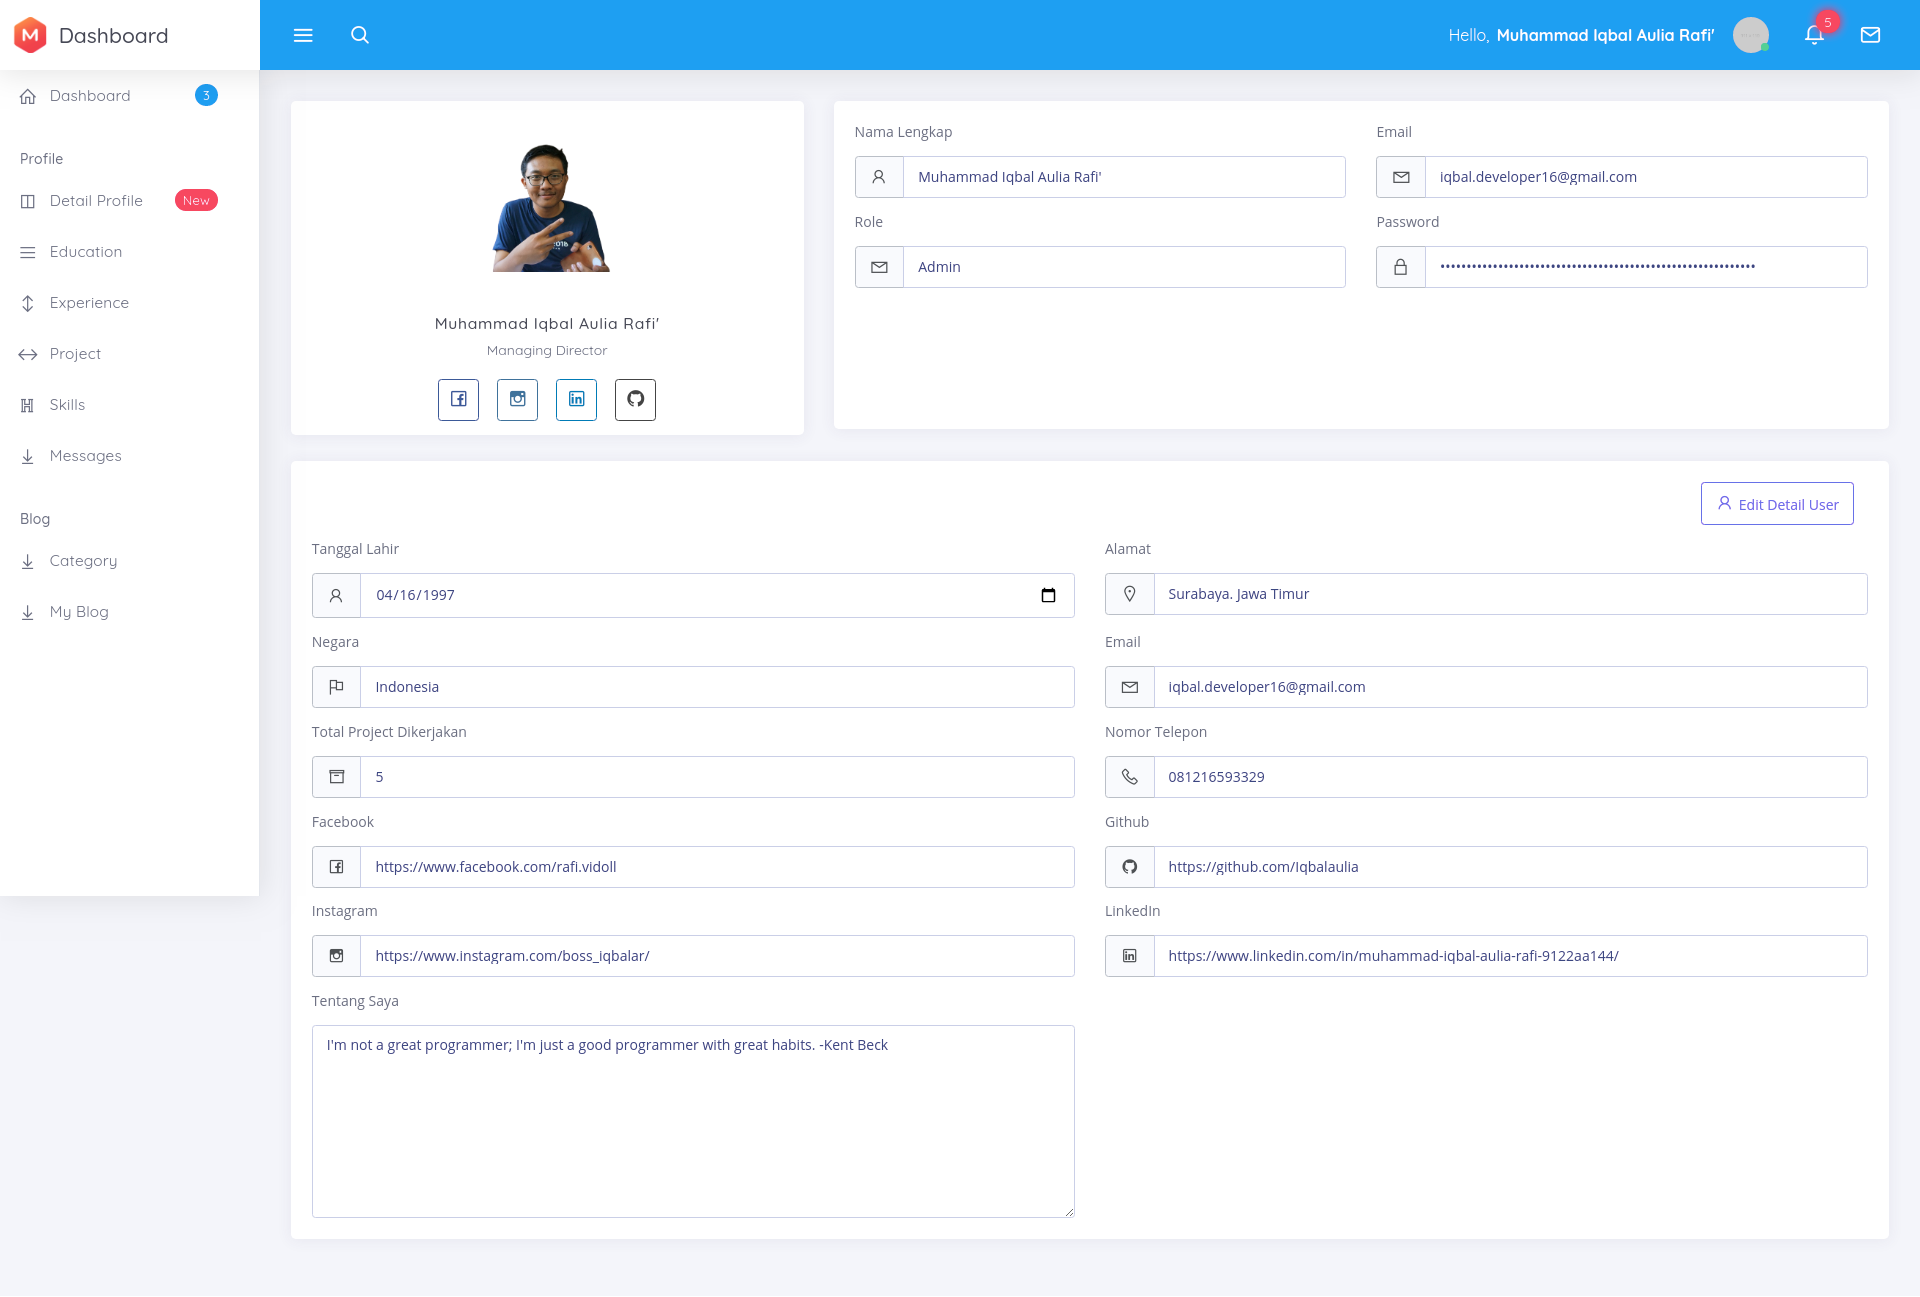 M Dashboard
Hello, Muhammad Iqbal Aulia Rafi'
5
Dashboard 3
Profile
Detail Profile New
Education
Experience
Project
Skills
Messages
Blog
Category
My Blog
2018
Muhammad Iqbal Aulia Rafi'
Managing Director
Nama Lengkap
Muhammad Iqbal Aulia Rafi'
Email
iqbal.developer16@gmail.com
Role
Admin
Password
••••••••••••••••••••••••••••••••••••••••••••••••••••••••••••
Edit Detail User
Tanggal Lahir
04/16/1997
Alamat
Surabaya. Jawa Timur
Negara
Indonesia
Email
iqbal.developer16@gmail.com
Total Project Dikerjakan
5
Nomor Telepon
081216593329
Facebook
https://www.facebook.com/rafi.vidoll
Github
https://github.com/Iqbalaulia
Instagram
https://www.instagram.com/boss_iqbalar/
LinkedIn
https://www.linkedin.com/in/muhammad-iqbal-aulia-rafi-9122aa144/
Tentang Saya
I'm not a great programmer; I'm just a good programmer with great habits. -Kent Beck